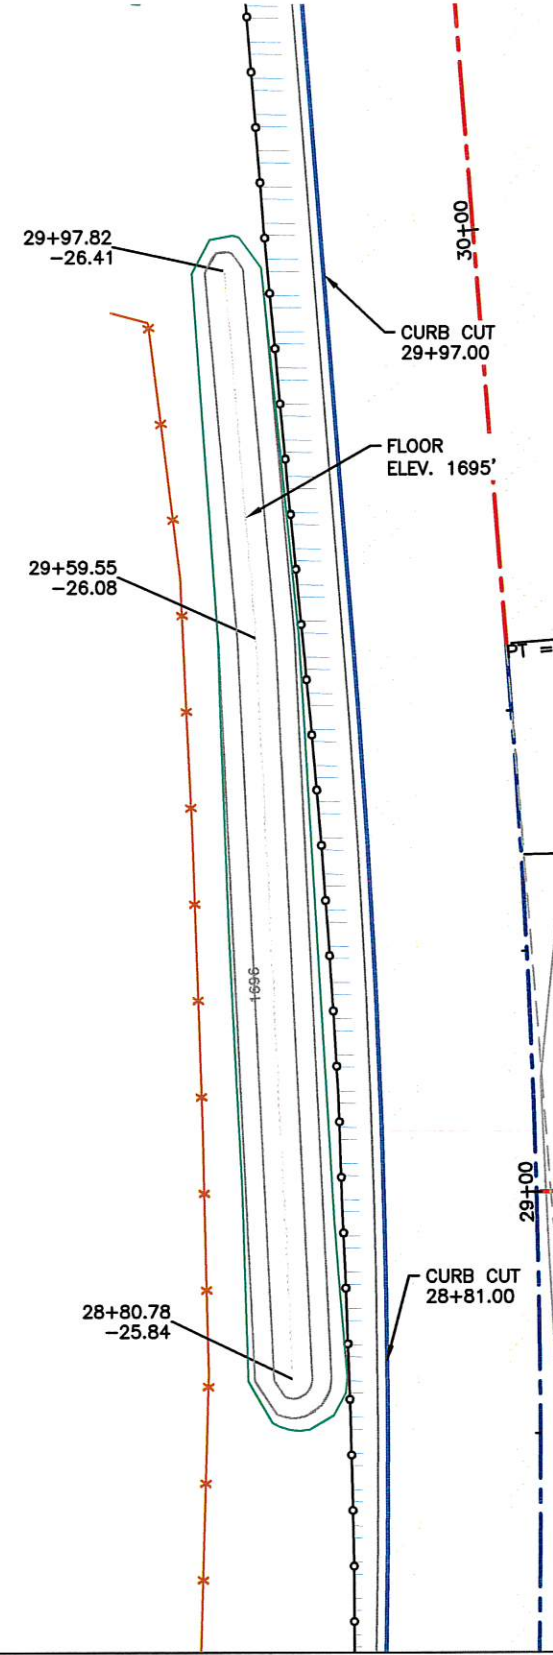 29+97.82
-26.41
30+00
CURB CUT
29+97.00
FLOOR
ELEV. 1695'
29+59.55
-26.08
PT =
1696
29+00
CURB CUT
28+81.00
28+80.78
-25.84